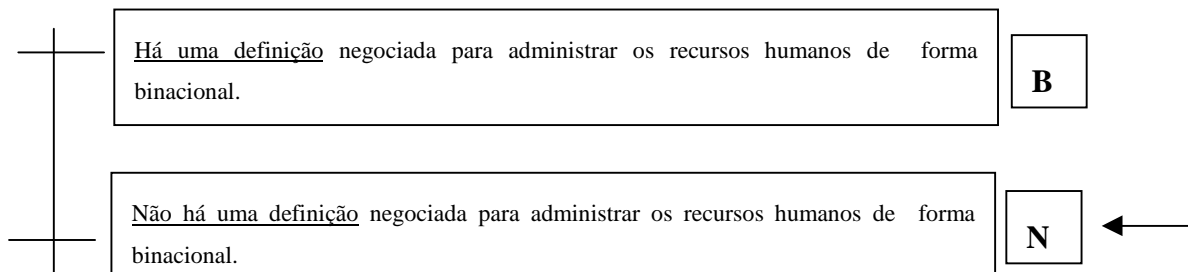 Há uma definição negociada para administrar os recursos humanos de forma
binacional.
B
Não há uma definição negociada para administrar os recursos humanos de forma
binacional.
N